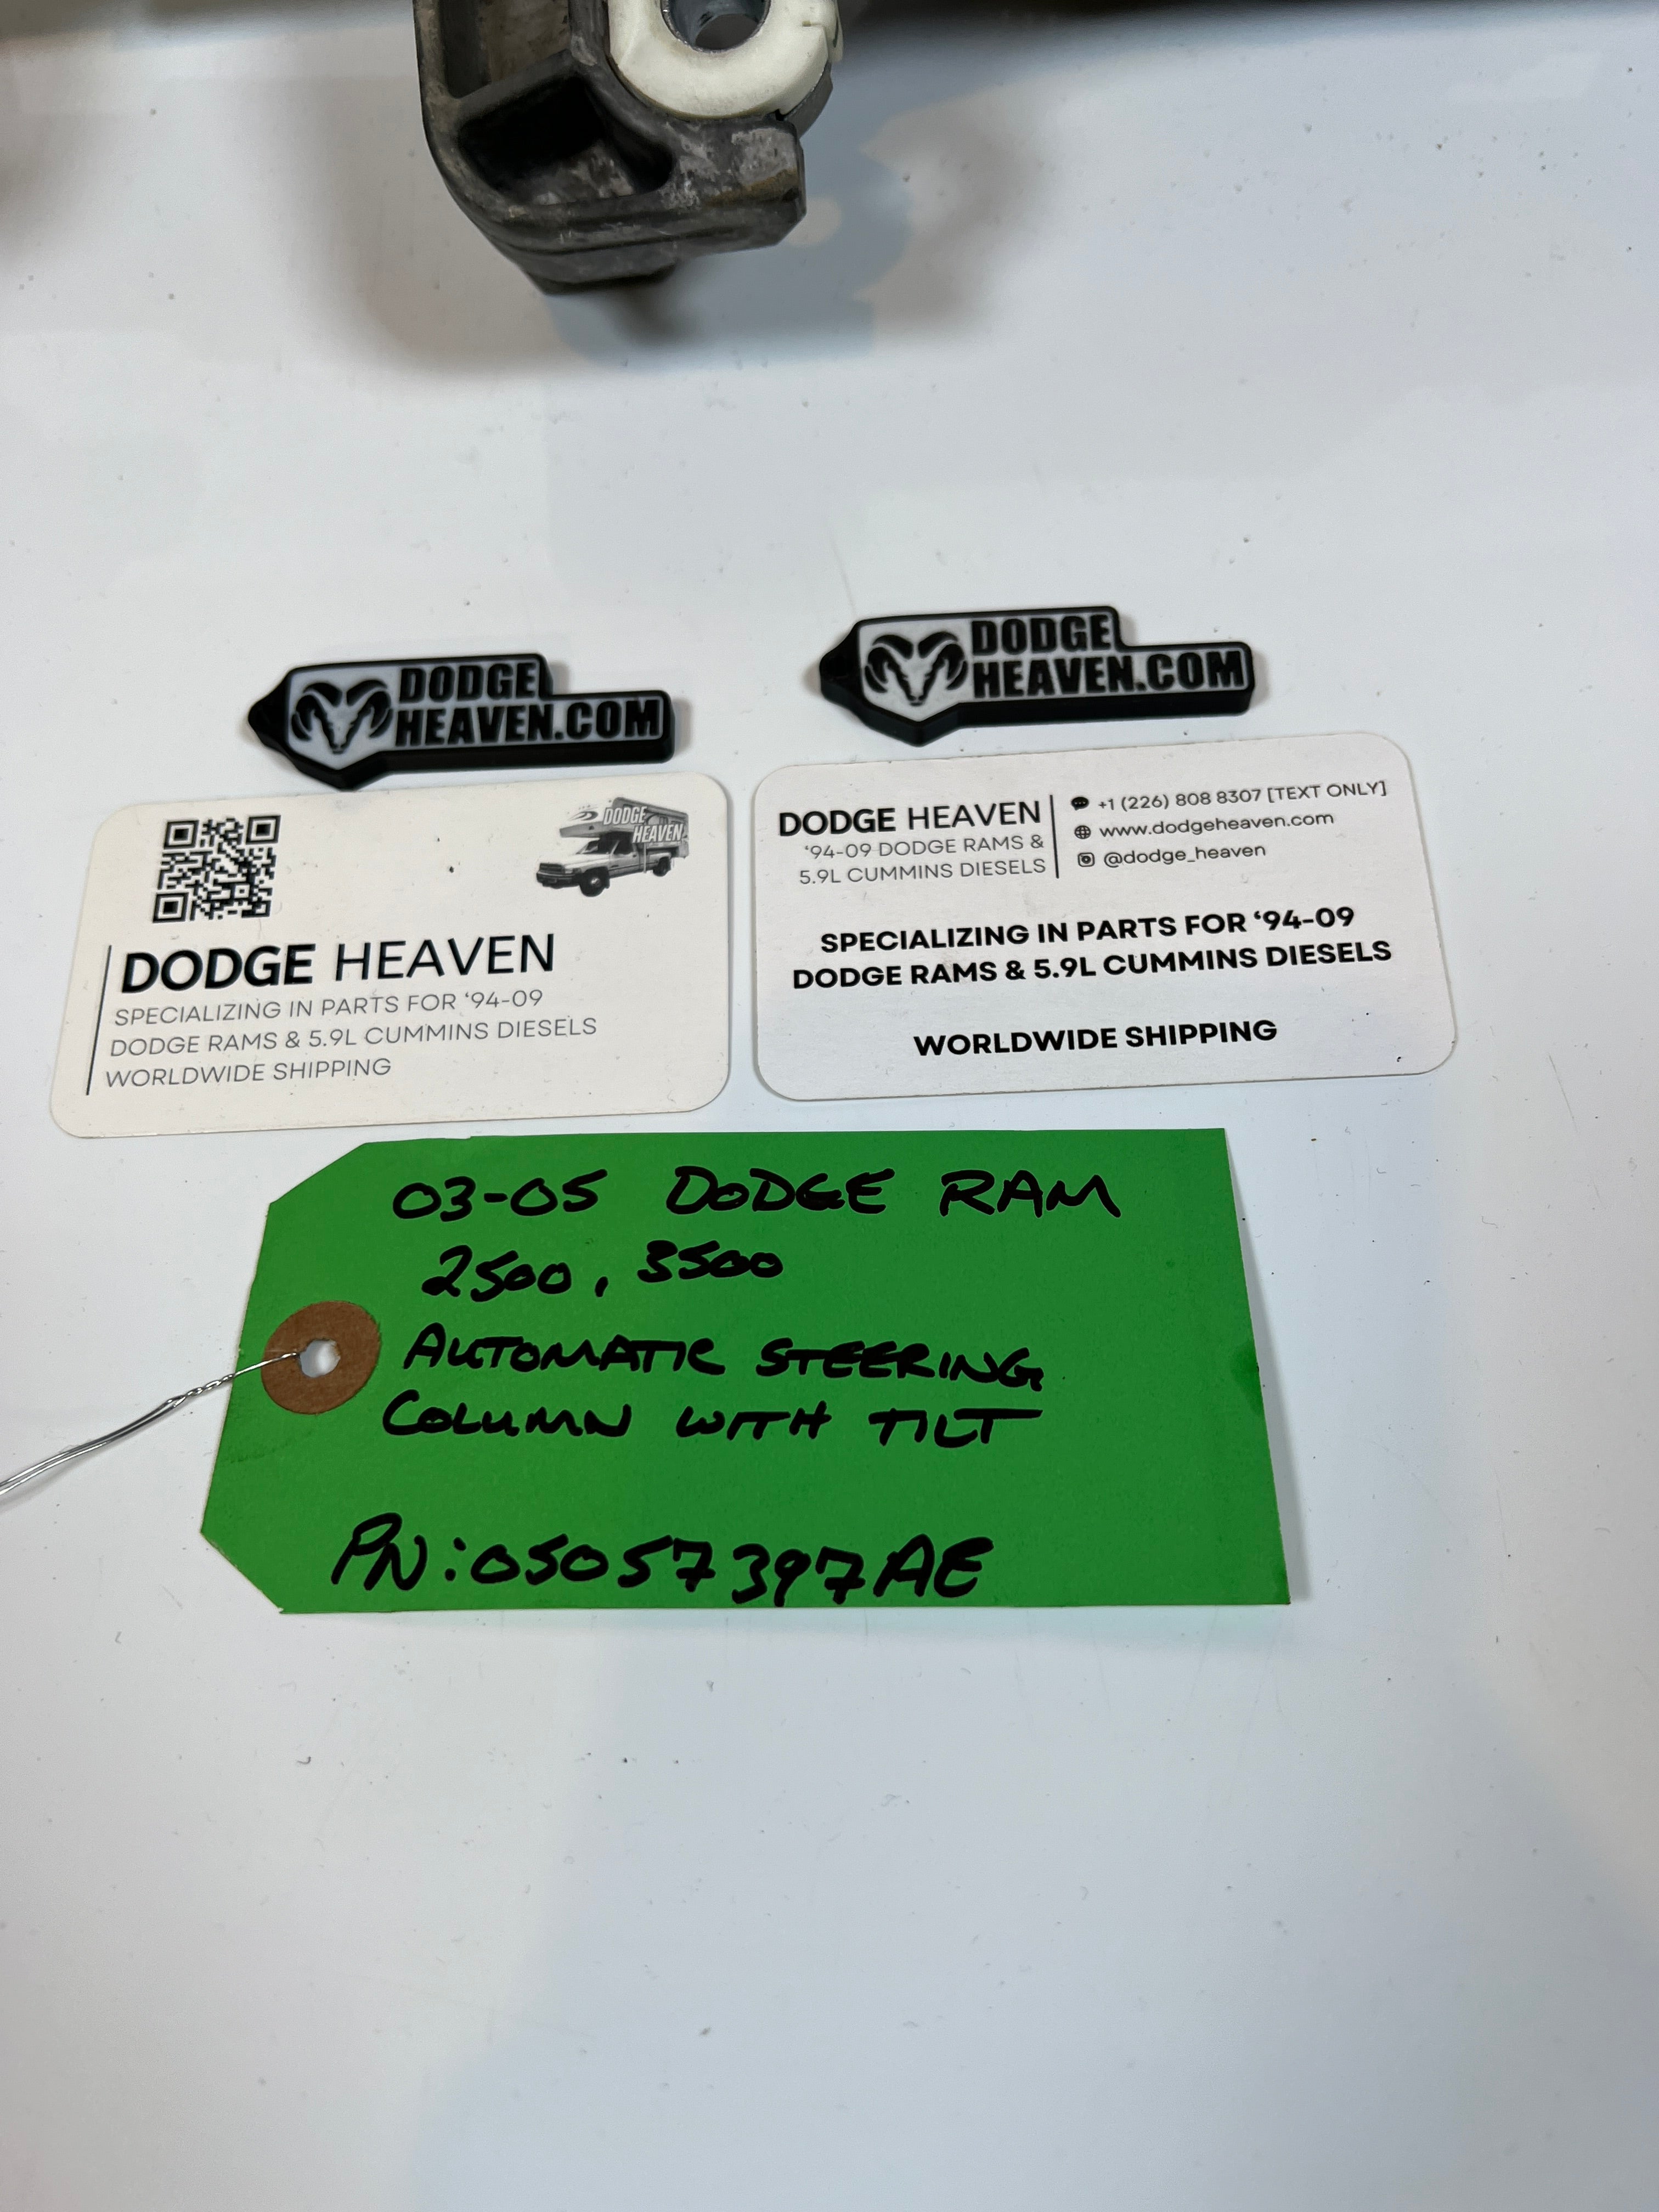 DODGE
HEAVEN.COM
DODGE
HEAVEN.COM
DODGE
HEAVEN
DODGE HEAVEN
SPECIALIZING IN PARTS FOR ‘94-09
DODGE RAMS & 5.9L CUMMINS DIESELS
WORLDWIDE SHIPPING
DODGE HEAVEN
‘94-09 DODGE RAMS &
5.9L CUMMINS DIESELS
+1 (226) 808 8307 [TEXT ONLY]
www.dodgeheaven.com
@dodge_heaven
SPECIALIZING IN PARTS FOR ‘94-09
DODGE RAMS & 5.9L CUMMINS DIESELS
WORLDWIDE SHIPPING
03-05 DODGE RAM
2500, 3500
AUTOMATIC STEERING
COLUMN WITH TILT
PN:05057397AE